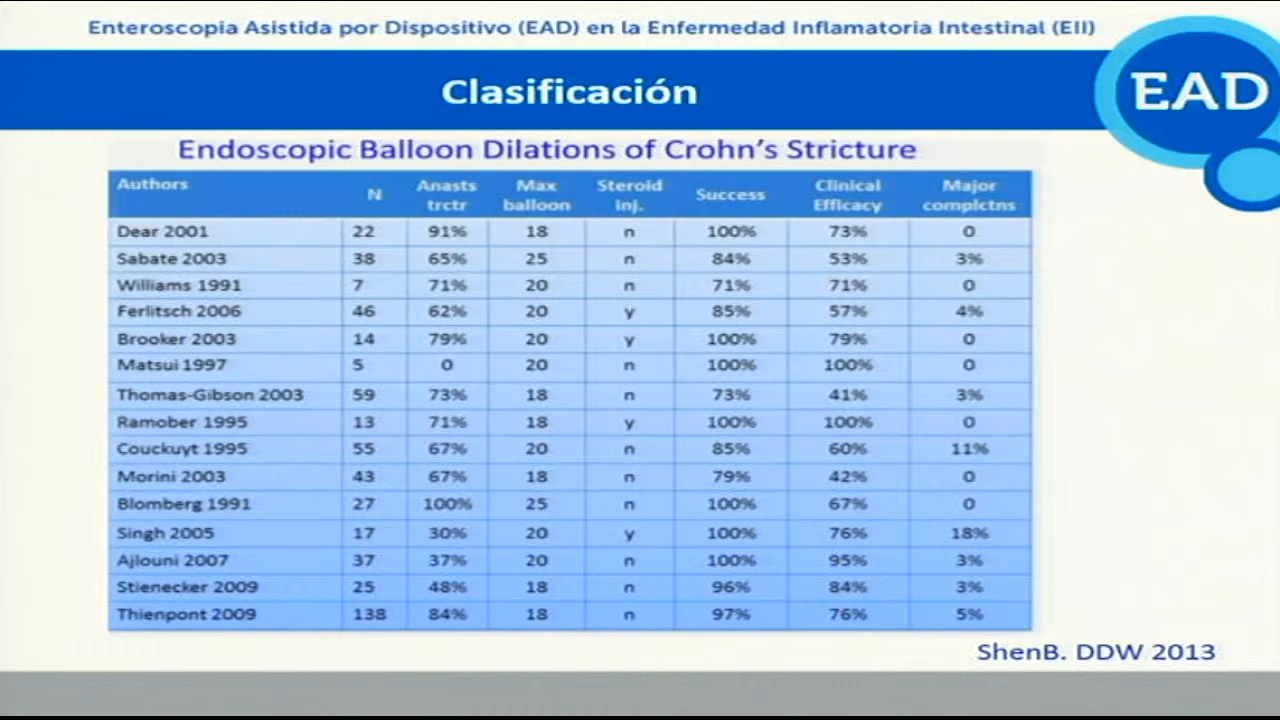 Enteroscopia Asistida por Dispositivo (EAD) en la Enfermedad Inflamatoria Intestinal (EII)
Clasificación
EAD
Endoscopic Balloon Dilations of Crohn's Stricture
Authors N Anasts trctr Max balloon Steroid inj. Success Clinical Efficacy Major complctns
Dear 2001 22 91% 18 n 100% 73% 0
Sabate 2003 38 65% 25 n 84% 53% 3%
Williams 1991 7 71% 20 n 71% 71% 0
Ferlitsch 2006 46 62% 20 y 85% 57% 4%
Brooker 2003 14 79% 20 y 100% 79% 0
Matsui 1997 5 0 20 n 100% 100% 0
Thomas-Gibson 2003 59 73% 18 n 73% 41% 3%
Ramober 1995 13 71% 18 y 100% 100% 0
Couckuyt 1995 55 67% 20 n 85% 60% 11%
Morini 2003 43 67% 18 n 79% 42% 0
Blomberg 1991 27 100% 25 n 100% 67% 0
Singh 2005 17 30% 20 y 100% 76% 18%
Ajlouni 2007 37 37% 20 n 100% 95% 3%
Stienecker 2009 25 48% 18 n 96% 84% 3%
Thienpont 2009 138 84% 18 n 97% 76% 5%
ShenB. DDW 2013